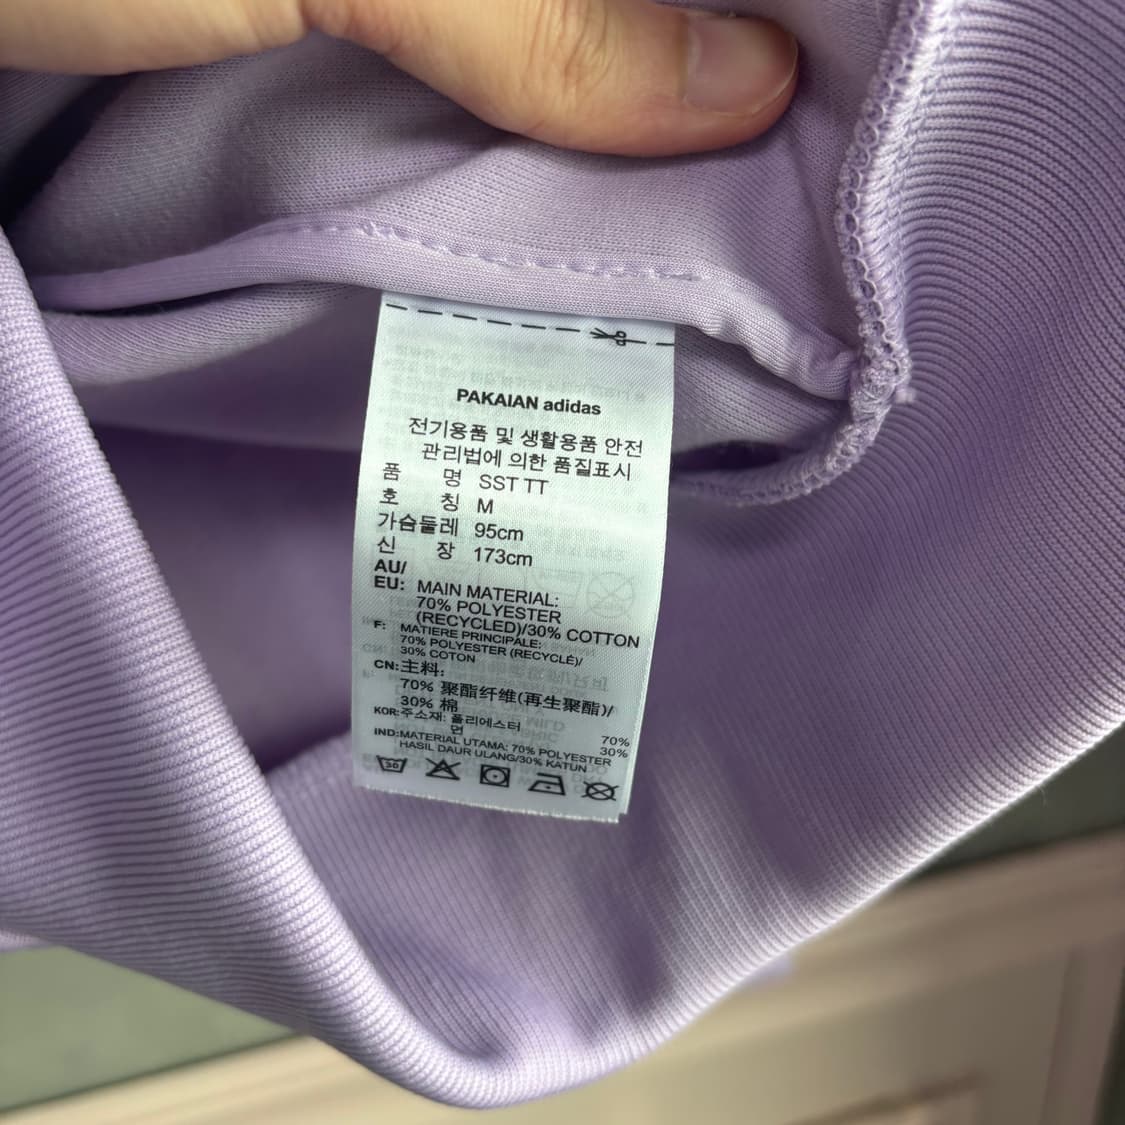 PAKAIAN adidas
전기용품 및 생활용품 안전
관리법에 의한 품질표시
품 명 SST TT
호 칭 M
가슴둘레 95cm
신 장 173cm
AU/
EU: MAIN MATERIAL:
70% POLYESTER
(RECYCLED)/30% COTTON
F: MATIERE PRINCIPALE:
70% POLYESTER (RECYCLÉ)/
30% COTON
CN:主料:
70% 聚酯纤维(再生聚酯)/
30% 棉
KOR:주소재: 폴리에스터 70%
면 30%
IND:MATERIAL UTAMA: 70% POLYESTER
HASIL DAUR ULANG/30% KATUN
30